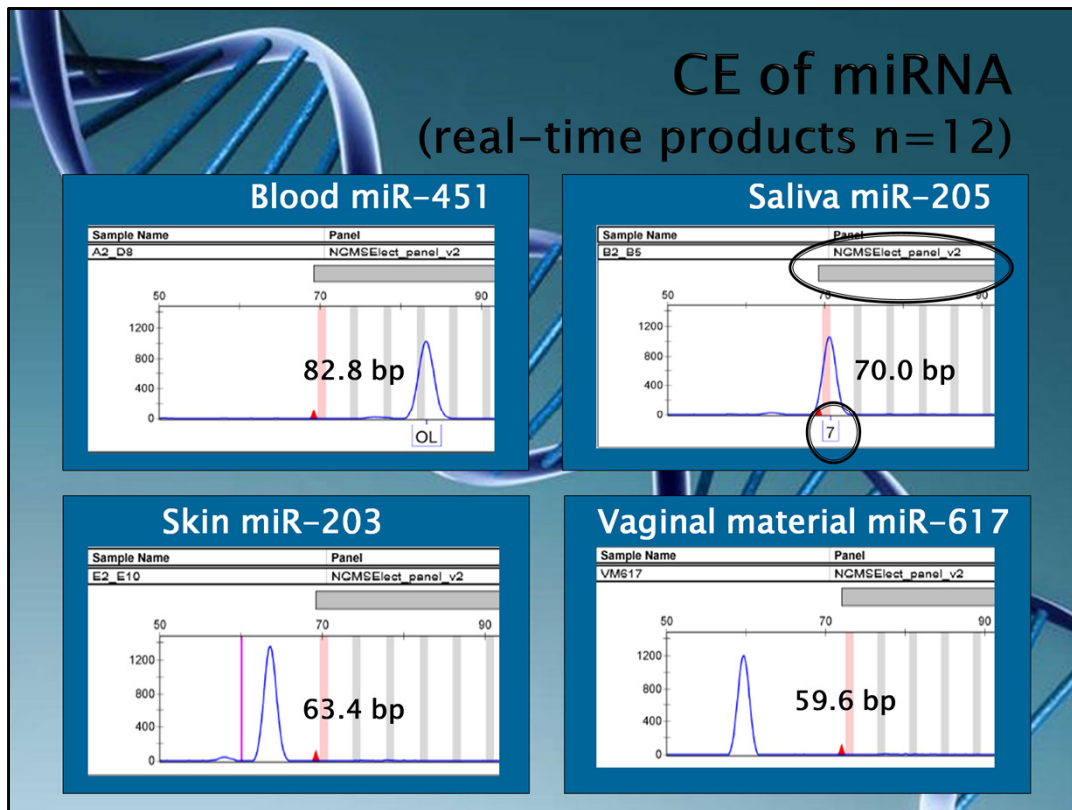 CE of miRNA
(real-time products n=12)
Blood miR-451
Sample Name Panel
A2_D8 NCMSElect_panel_v2
50 70 90
1200
800
400
0
82.8 bp
OL
Saliva miR-205
Sample Name Panel
B2_B5 NCMSElect_panel_v2
50 70 90
1200
800
400
0
70.0 bp
7
Skin miR-203
Sample Name Panel
E2_E10 NCMSElect_panel_v2
50 70 90
1200
800
400
0
63.4 bp
Vaginal material miR-617
Sample Name Panel
VM617 NCMSElect_panel_v2
50 70 90
1200
800
400
0
59.6 bp